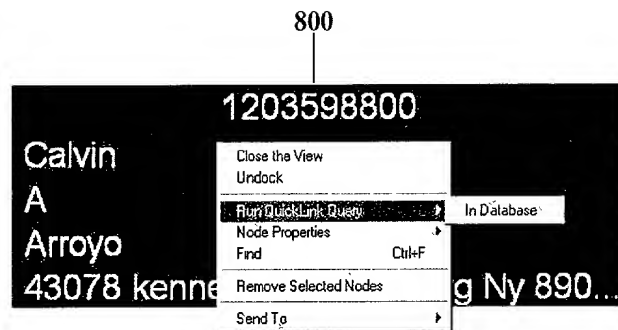 800
1203598800
Calvin
Close the View
Undock
A
Run QuickLink Query In Database
Node Properties
Arroyo
Find Ctrl+F
43078 Remove Selected Nodes Ny 890...
Send To